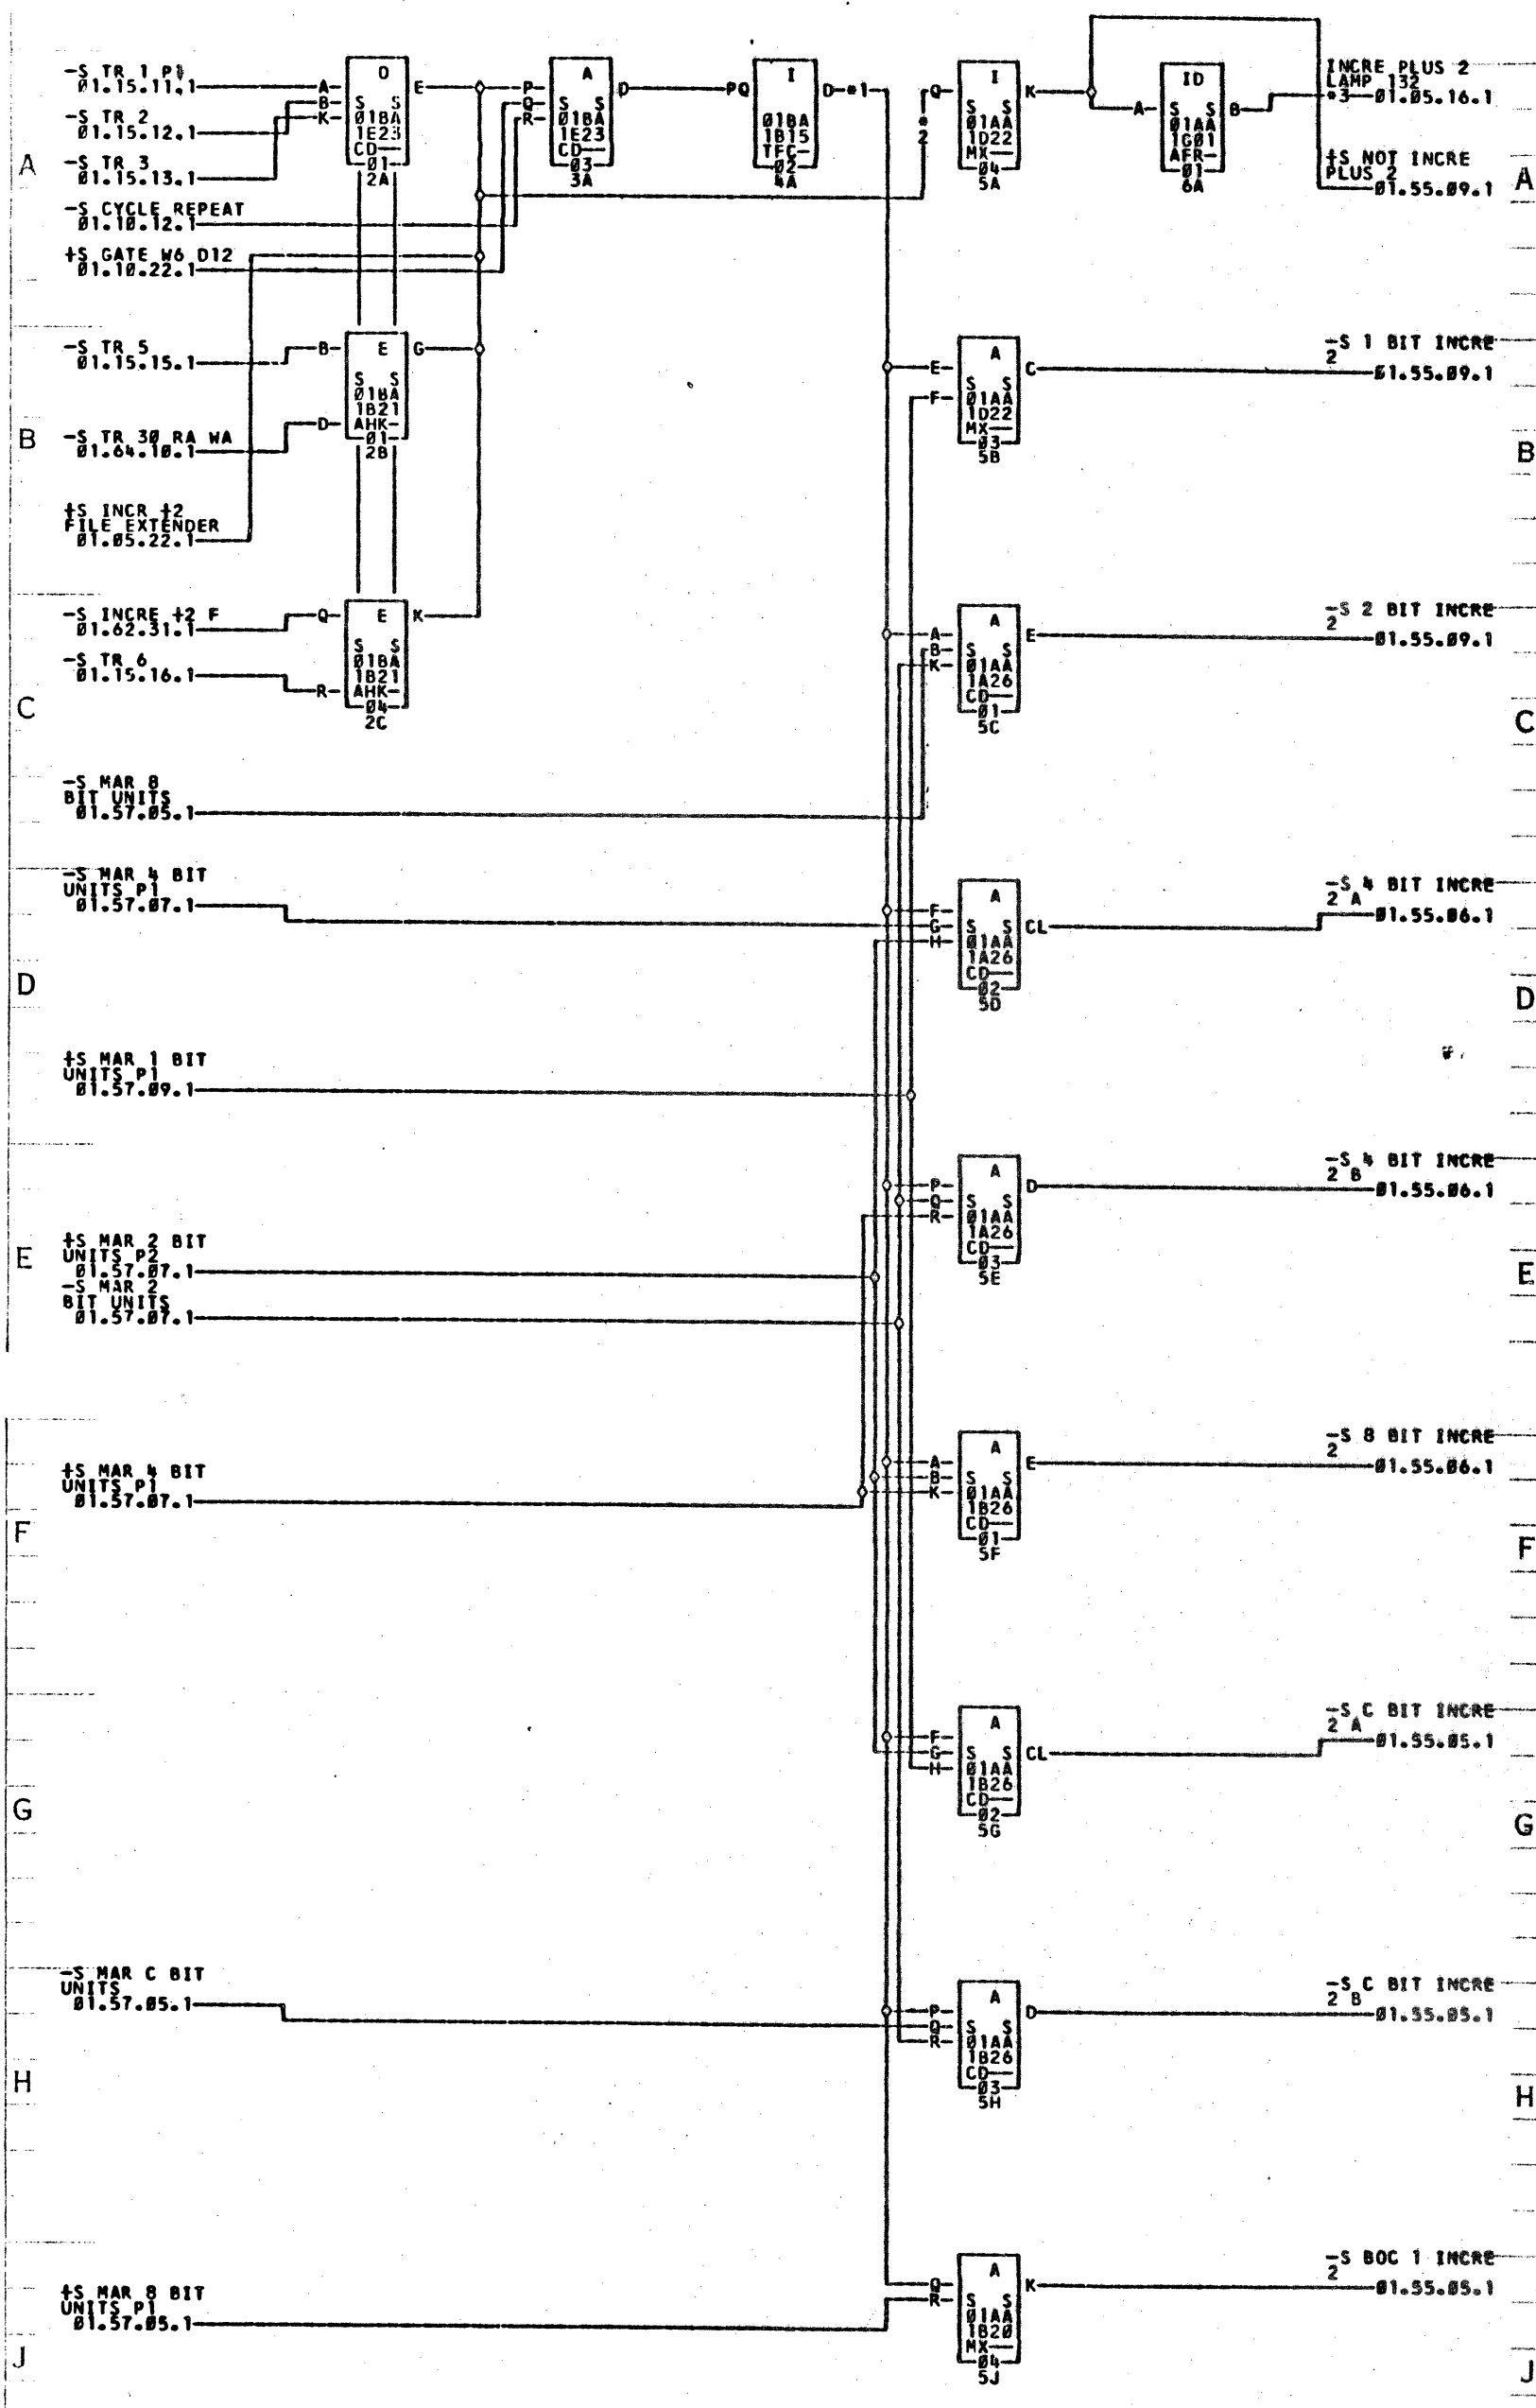 -S TR 1 P1
01.15.11.1
-S TR 2
01.15.12.1
-S TR 3
01.15.13.1
-S CYCLE REPEAT
01.10.12.1
+S GATE W6 D12
01.10.22.1
A
A
B
K
O
S S
01BA
1E23
CD--
01
2A
E
P
Q
R
A
S S
01BA
1E23
CD--
03
3A
D
PQ
I
01BA
1B15
TFC-
02
4A
D *1
Q
*
2
I
S
01AA
1D22
MX--
04
5A
K
A
ID
S S
01AA
1G01
AFR-
01
6A
B
INCRE PLUS 2
LAMP 132
*3 01.05.16.1
+S NOT INCRE
PLUS 2
01.55.09.1
A
-S TR 5
01.15.15.1
B
-S TR 30 RA WA
01.64.10.1
+S INCR +2
FILE EXTENDER
01.05.22.1
B
D
E
S S
01BA
1B21
AHK-
01
2B
G
E
F
A
S S
01AA
1D22
MX--
03
5B
C
-S 1 BIT INCRE
2
01.55.09.1
B
-S INCRE +2 F
01.62.31.1
-S TR 6
01.15.16.1
C
-S MAR 8
BIT UNITS
01.57.05.1
Q
R
E
S S
01BA
1B21
AHK-
04
2C
K
A
B
K
A
S S
01AA
1A26
CD--
01
5C
E
-S 2 BIT INCRE
2
01.55.09.1
C
-S MAR 4 BIT
UNITS P1
01.57.07.1
D
+S MAR 1 BIT
UNITS P1
01.57.09.1
F
G
H
A
S S
01AA
1A26
CD--
02
5D
CL
-S 4 BIT INCRE
2 A
01.55.06.1
D
+S MAR 2 BIT
UNITS P2
01.57.07.1
-S MAR 2
BIT UNITS
01.57.07.1
E
P
Q
R
A
S S
01AA
1A26
CD--
03
5E
D
-S 4 BIT INCRE
2 B
01.55.06.1
E
+S MAR 4 BIT
UNITS P1
01.57.07.1
F
A
B
K
A
S S
01AA
1B26
CD--
01
5F
E
-S 8 BIT INCRE
2
01.55.06.1
F
G
F
G
H
A
S S
01AA
1B26
CD--
02
5G
CL
-S C BIT INCRE
2 A
01.55.05.1
G
-S MAR C BIT
UNITS
01.57.05.1
H
P
Q
R
A
S S
01AA
1B26
CD--
03
5H
D
-S C BIT INCRE
2 B
01.55.05.1
H
+S MAR 8 BIT
UNITS P1
01.57.05.1
J
Q
R
A
S S
01AA
1B20
MX--
04
5J
K
-S BOC 1 INCRE
2
01.55.05.1
J